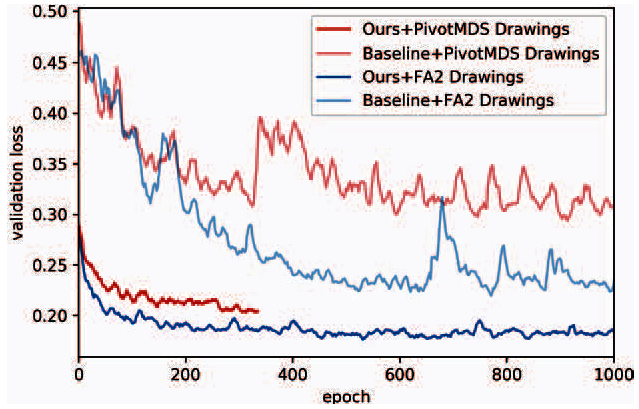 0.50
0.45
0.40
0.35
0.30
0.25
0.20
validation loss
Ours+PivotMDS Drawings
Baseline+PivotMDS Drawings
Ours+FA2 Drawings
Baseline+FA2 Drawings
0 200 400 600 800 1000
epoch